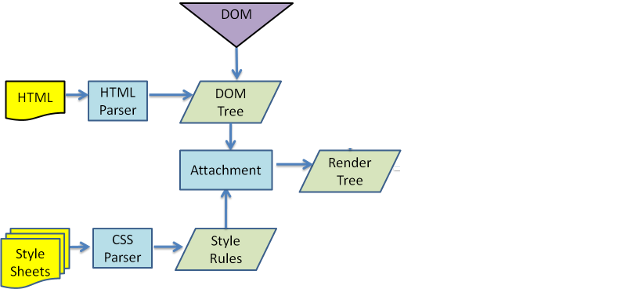 DOM
HTML
HTML
Parser
DOM
Tree
Attachment
Render
Tree
Style
Sheets
CSS
Parser
Style
Rules